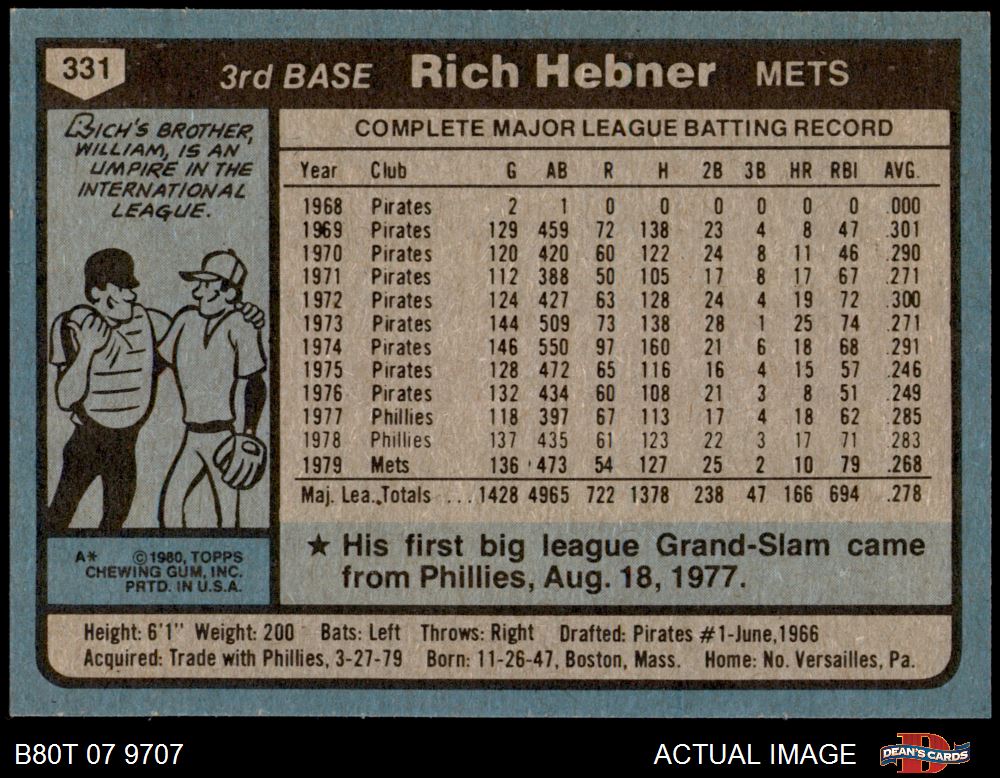 331
3rd BASE Rich Hebner METS
RICH'S BROTHER,
WILLIAM, IS AN
UMPIRE IN THE
INTERNATIONAL
LEAGUE.
COMPLETE MAJOR LEAGUE BATTING RECORD
Year Club G AB R H 2B 3B HR RBI AVG.
1968 Pirates 2 1 0 0 0 0 0 0 .000
1969 Pirates 129 459 72 138 23 4 8 47 .301
1970 Pirates 120 420 60 122 24 8 11 46 .290
1971 Pirates 112 388 50 105 17 8 17 67 .271
1972 Pirates 124 427 63 128 24 4 19 72 .300
1973 Pirates 144 509 73 138 28 1 25 74 .271
1974 Pirates 146 550 97 160 21 6 18 68 .291
1975 Pirates 128 472 65 116 16 4 15 57 .246
1976 Pirates 132 434 60 108 21 3 8 51 .249
1977 Phillies 118 397 67 113 17 4 18 62 .285
1978 Phillies 137 435 61 123 22 3 17 71 .283
1979 Mets 136 473 54 127 25 2 10 79 .268
Maj. Lea. Totals ... 1428 4965 722 1378 238 47 166 694 .278
A* ©1980, TOPPS
CHEWING GUM, INC.
PRTD. IN U.S.A.
★ His first big league Grand-Slam came
from Phillies, Aug. 18, 1977.
Height: 6'1" Weight: 200 Bats: Left Throws: Right Drafted: Pirates #1-June,1966
Acquired: Trade with Phillies, 3-27-79 Born: 11-26-47, Boston, Mass. Home: No. Versailles, Pa.
B80T 07 9707 ACTUAL IMAGE DEAN'S CARDS